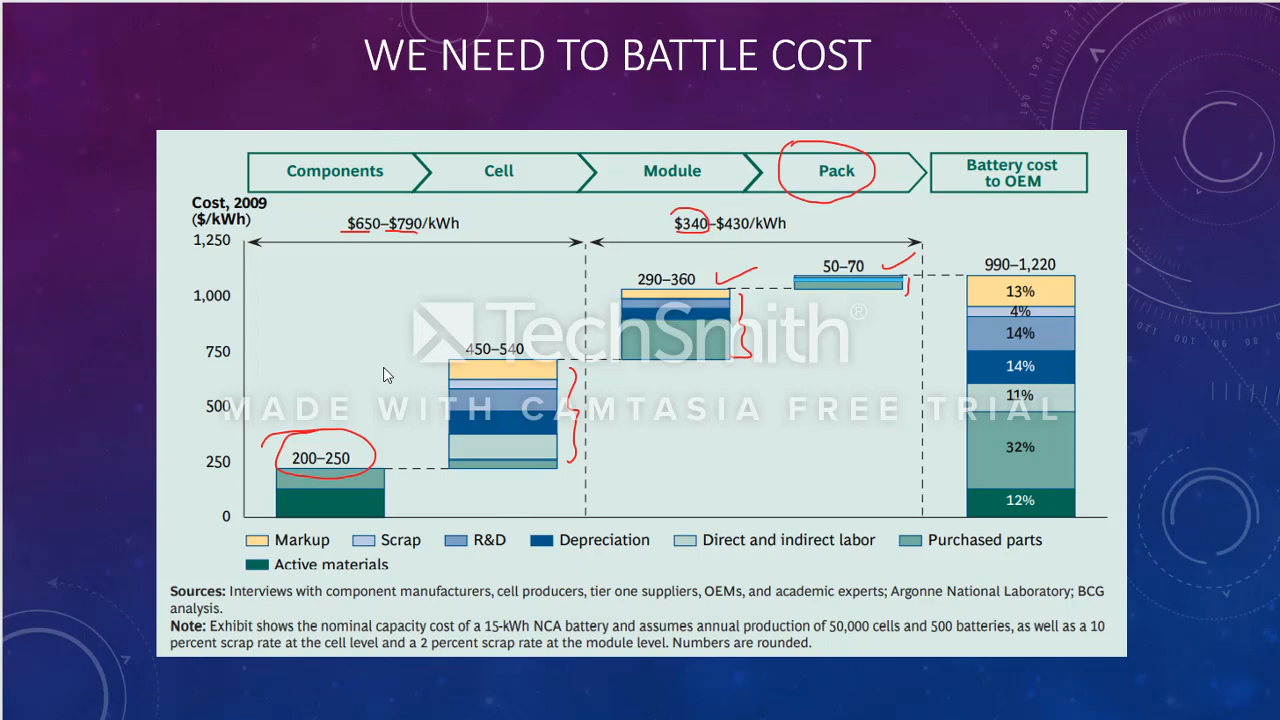 WE NEED TO BATTLE COST
Components
Cell
Module
Pack
Battery cost
to OEM
Cost, 2009
($/kWh)
$650–$790/kWh
$340–$430/kWh
1,250
1,000
750
500
250
0
200–250
450–540
290–360
50–70
990–1,220
13%
4%
14%
14%
11%
32%
12%
TechSmith®
MADE WITH CAMTASIA FREE TRIAL
Markup
Scrap
R&D
Depreciation
Direct and indirect labor
Purchased parts
Active materials
Sources: Interviews with component manufacturers, cell producers, tier one suppliers, OEMs, and academic experts; Argonne National Laboratory; BCG
analysis.
Note: Exhibit shows the nominal capacity cost of a 15-kWh NCA battery and assumes annual production of 50,000 cells and 500 batteries, as well as a 10
percent scrap rate at the cell level and a 2 percent scrap rate at the module level. Numbers are rounded.